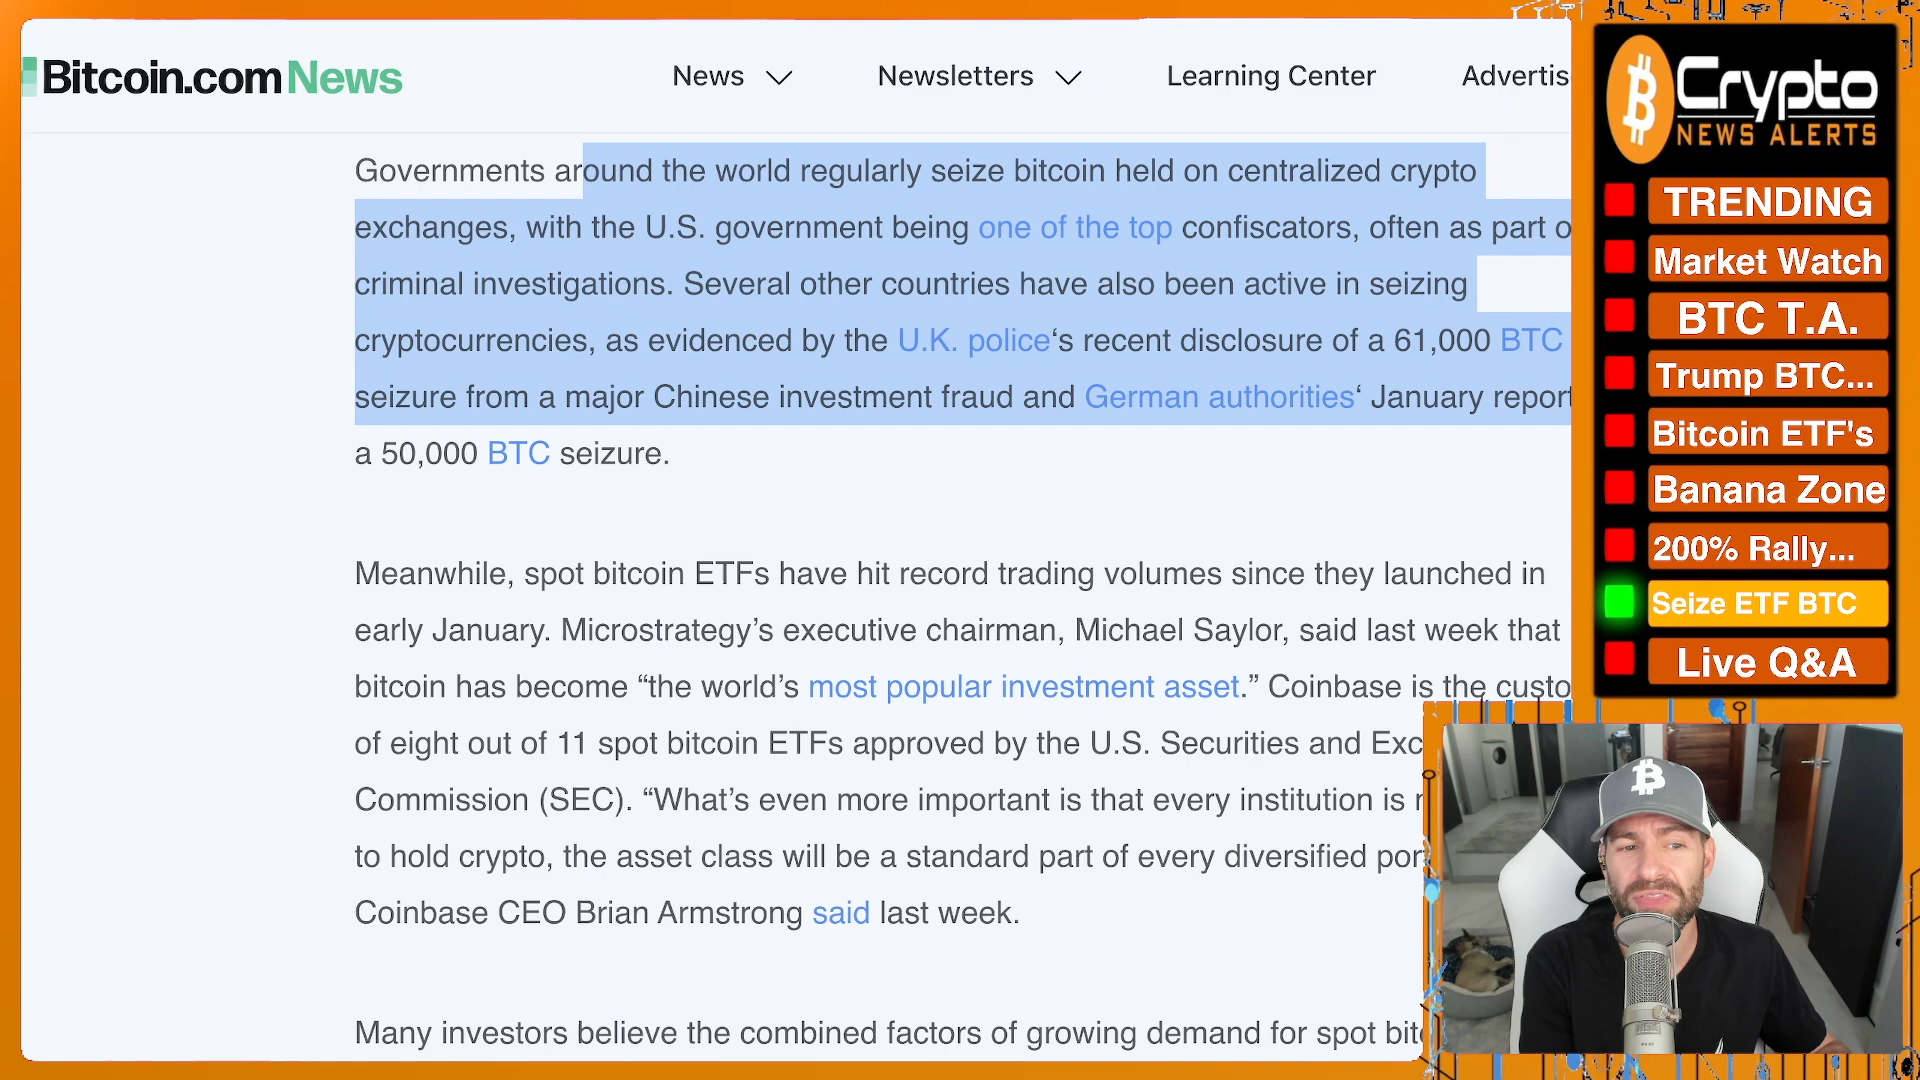 Bitcoin.com News
News
Newsletters
Learning Center
Advertis
Governments around the world regularly seize bitcoin held on centralized crypto
exchanges, with the U.S. government being one of the top confiscators, often as part o
criminal investigations. Several other countries have also been active in seizing
cryptocurrencies, as evidenced by the U.K. police‘s recent disclosure of a 61,000 BTC
seizure from a major Chinese investment fraud and German authorities‘ January report
a 50,000 BTC seizure.
Meanwhile, spot bitcoin ETFs have hit record trading volumes since they launched in
early January. Microstrategy’s executive chairman, Michael Saylor, said last week that
bitcoin has become “the world’s most popular investment asset.” Coinbase is the custo
of eight out of 11 spot bitcoin ETFs approved by the U.S. Securities and Exc
Commission (SEC). “What’s even more important is that every institution is r
to hold crypto, the asset class will be a standard part of every diversified por
Coinbase CEO Brian Armstrong said last week.
Many investors believe the combined factors of growing demand for spot bit
Crypto
NEWS ALERTS
TRENDING
Market Watch
BTC T.A.
Trump BTC...
Bitcoin ETF's
Banana Zone
200% Rally...
Seize ETF BTC
Live Q&A